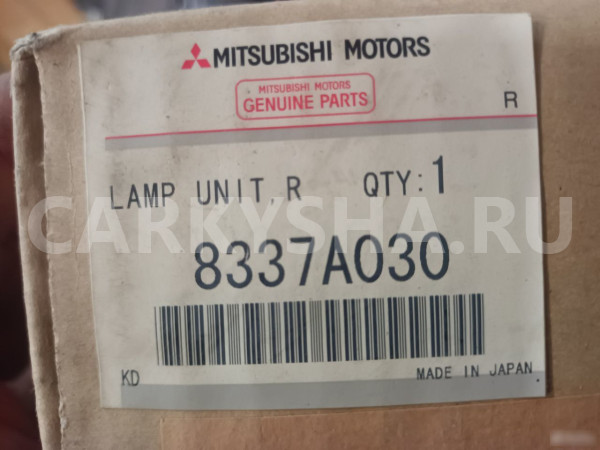 MITSUBISHI MOTORS
MITSUBISHI MOTORS
GENUINE PARTS
R
LAMP UNIT,R QTY:1
CARKYSHA.RU
8337A030
KD MADE IN JAPAN